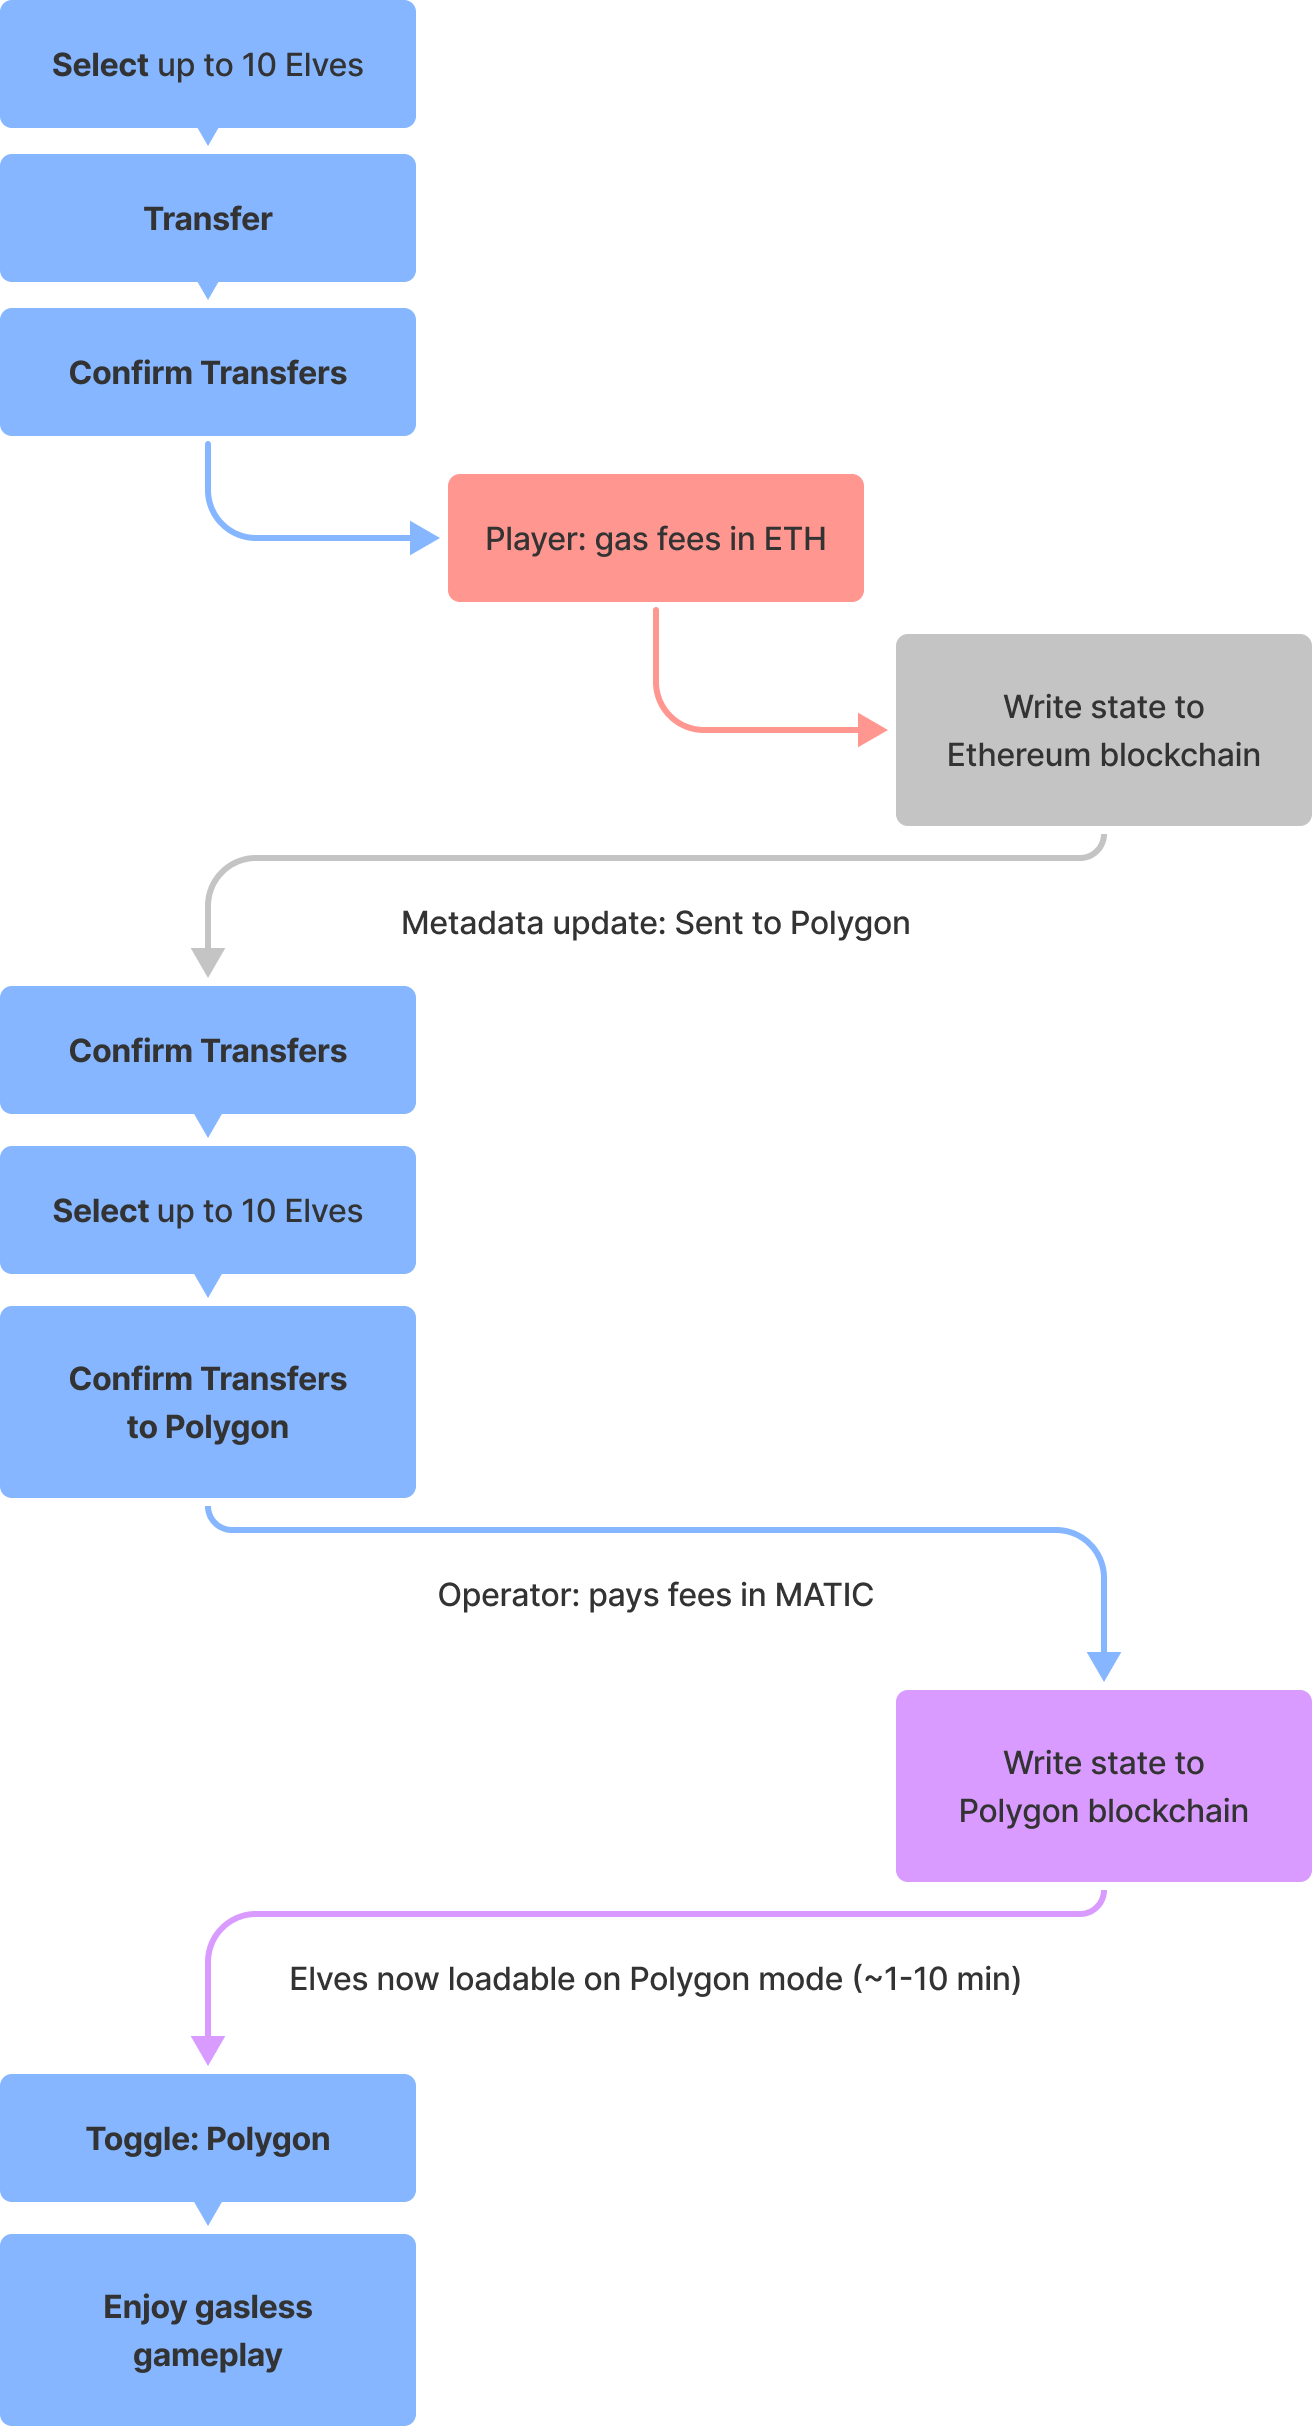 Select up to 10 Elves
Transfer
Confirm Transfers
Player: gas fees in ETH
Write state to
Ethereum blockchain
Metadata update: Sent to Polygon
Confirm Transfers
Select up to 10 Elves
Confirm Transfers
to Polygon
Operator: pays fees in MATIC
Write state to
Polygon blockchain
Elves now loadable on Polygon mode (~1-10 min)
Toggle: Polygon
Enjoy gasless
gameplay